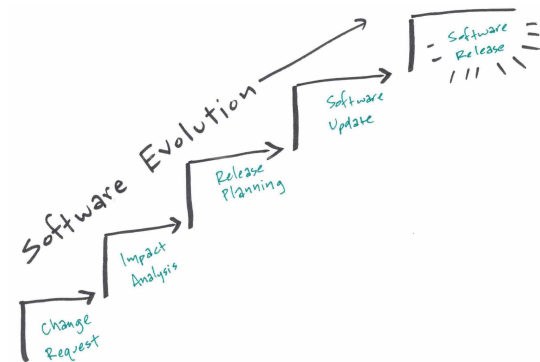 Software Evolution
Change
Request
Impact
Analysis
Release
Planning
Software
Update
Software
Release